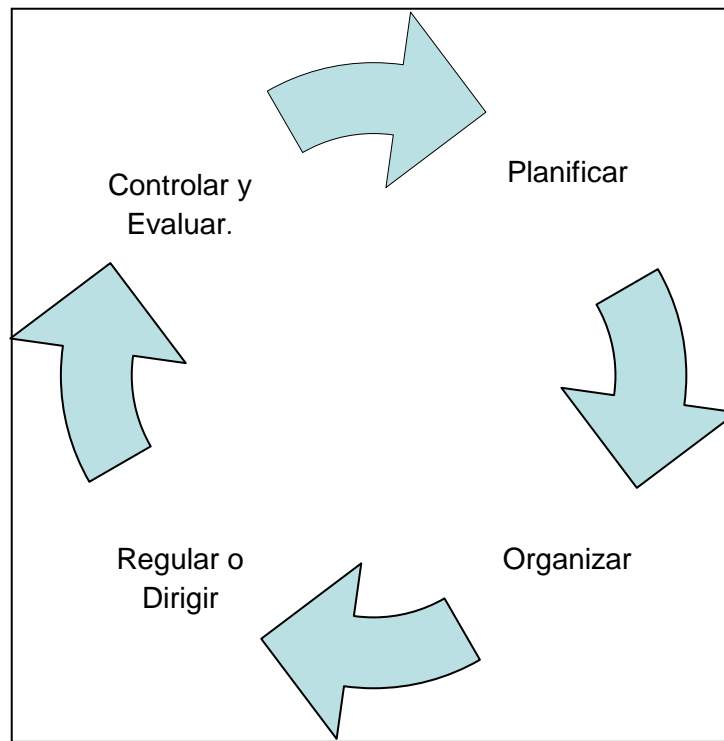 Planificar
Controlar y
Evaluar.
Organizar
Regular o
Dirigir